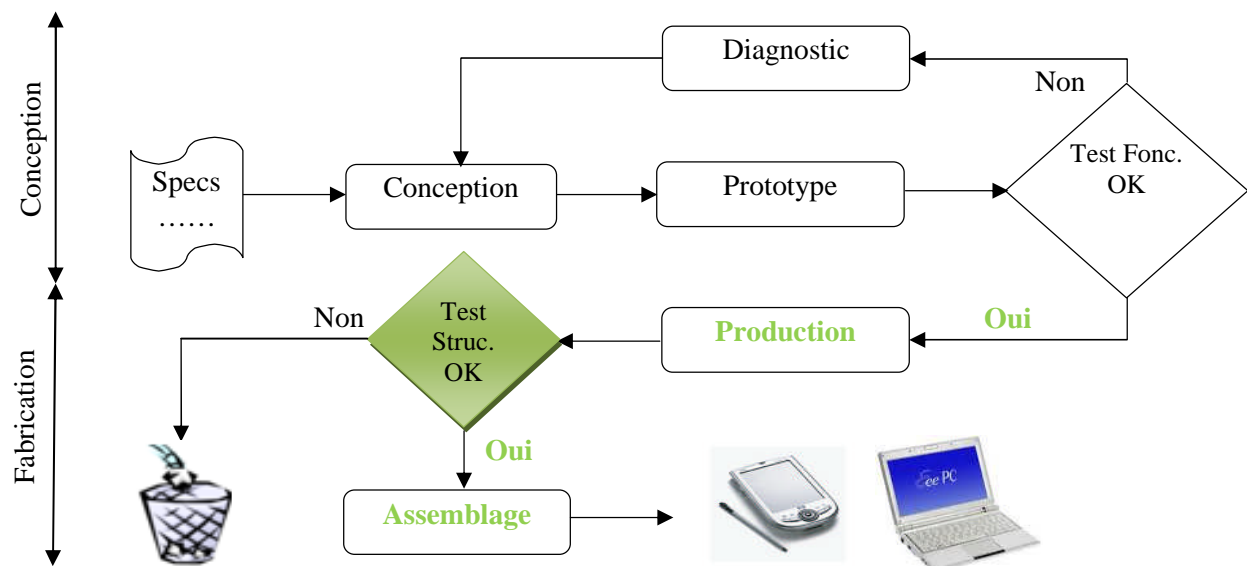 Conception
Diagnostic
Non
Specs
......
Conception
Prototype
Test Fonc.
OK
Fabrication
Non
Test
Struc.
OK
Production
Oui
Oui
Assemblage
Eee PC